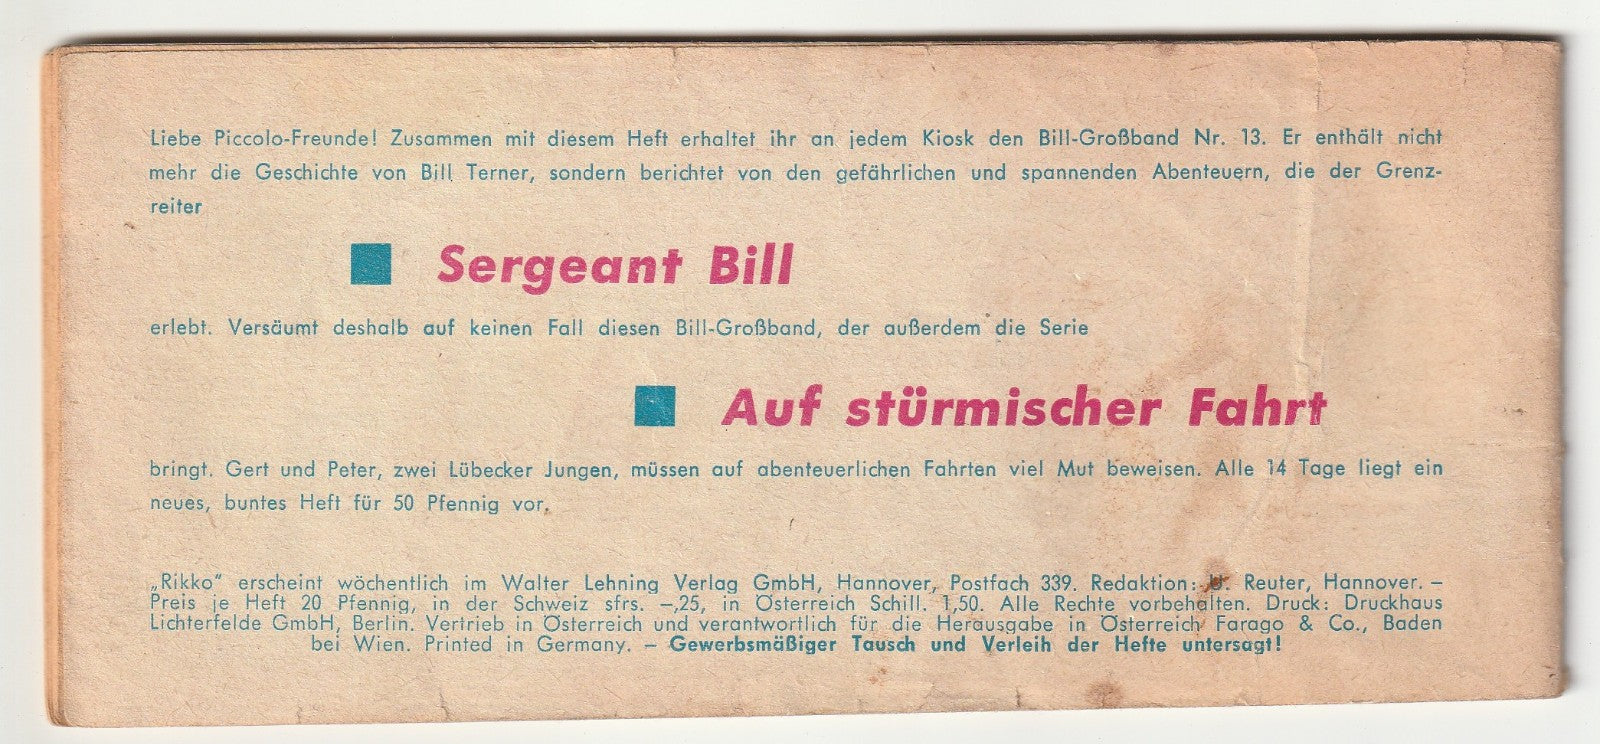 Liebe Piccolo-Freunde! Zusammen mit diesem Heft erhaltet ihr an jedem Kiosk den Bill-Großband Nr. 13. Er enthält nicht
mehr die Geschichte von Bill Terner, sondern berichtet von den gefährlichen und spannenden Abenteuern, die der Grenz-
reiter
Sergeant Bill
erlebt. Versäumt deshalb auf keinen Fall diesen Bill-Großband, der außerdem die Serie
Auf stürmischer Fahrt
bringt. Gert und Peter, zwei Lübecker Jungen, müssen auf abenteuerlichen Fahrten viel Mut beweisen. Alle 14 Tage liegt ein
neues, buntes Heft für 50 Pfennig vor.
„Rikko“ erscheint wöchentlich im Walter Lehning Verlag GmbH, Hannover, Postfach 339. Redaktion: Reuter, Hannover. –
Preis je Heft 20 Pfennig, in der Schweiz sfrs. –,25, in Österreich Schill. 1,50. Alle Rechte vorbehalten. Druck: Druckhaus
Lichterfelde GmbH, Berlin. Vertrieb in Österreich und verantwortlich für die Herausgabe in Österreich Farago & Co., Baden
bei Wien. Printed in Germany. – Gewerbsmäßiger Tausch und Verleih der Hefte untersagt!